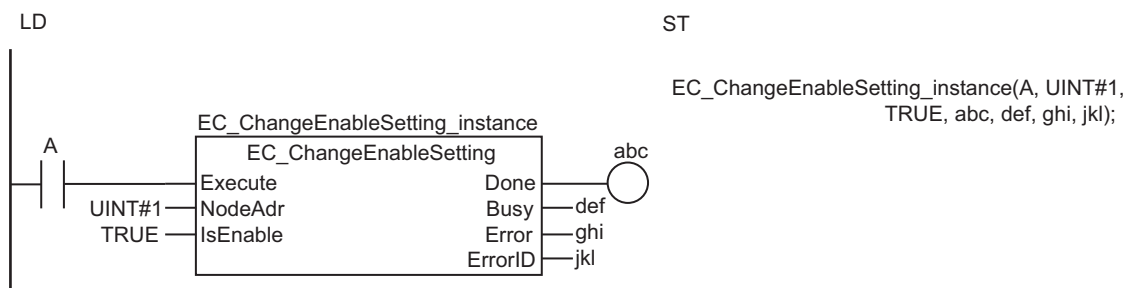 LD
ST
EC_ChangeEnableSetting_instance(A, UINT#1,
TRUE, abc, def, ghi, jkl);
EC_ChangeEnableSetting_instance
A
EC_ChangeEnableSetting
abc
Execute
Done
UINT#1
NodeAdr
Busy
def
TRUE
IsEnable
Error
ghi
ErrorID
jkl